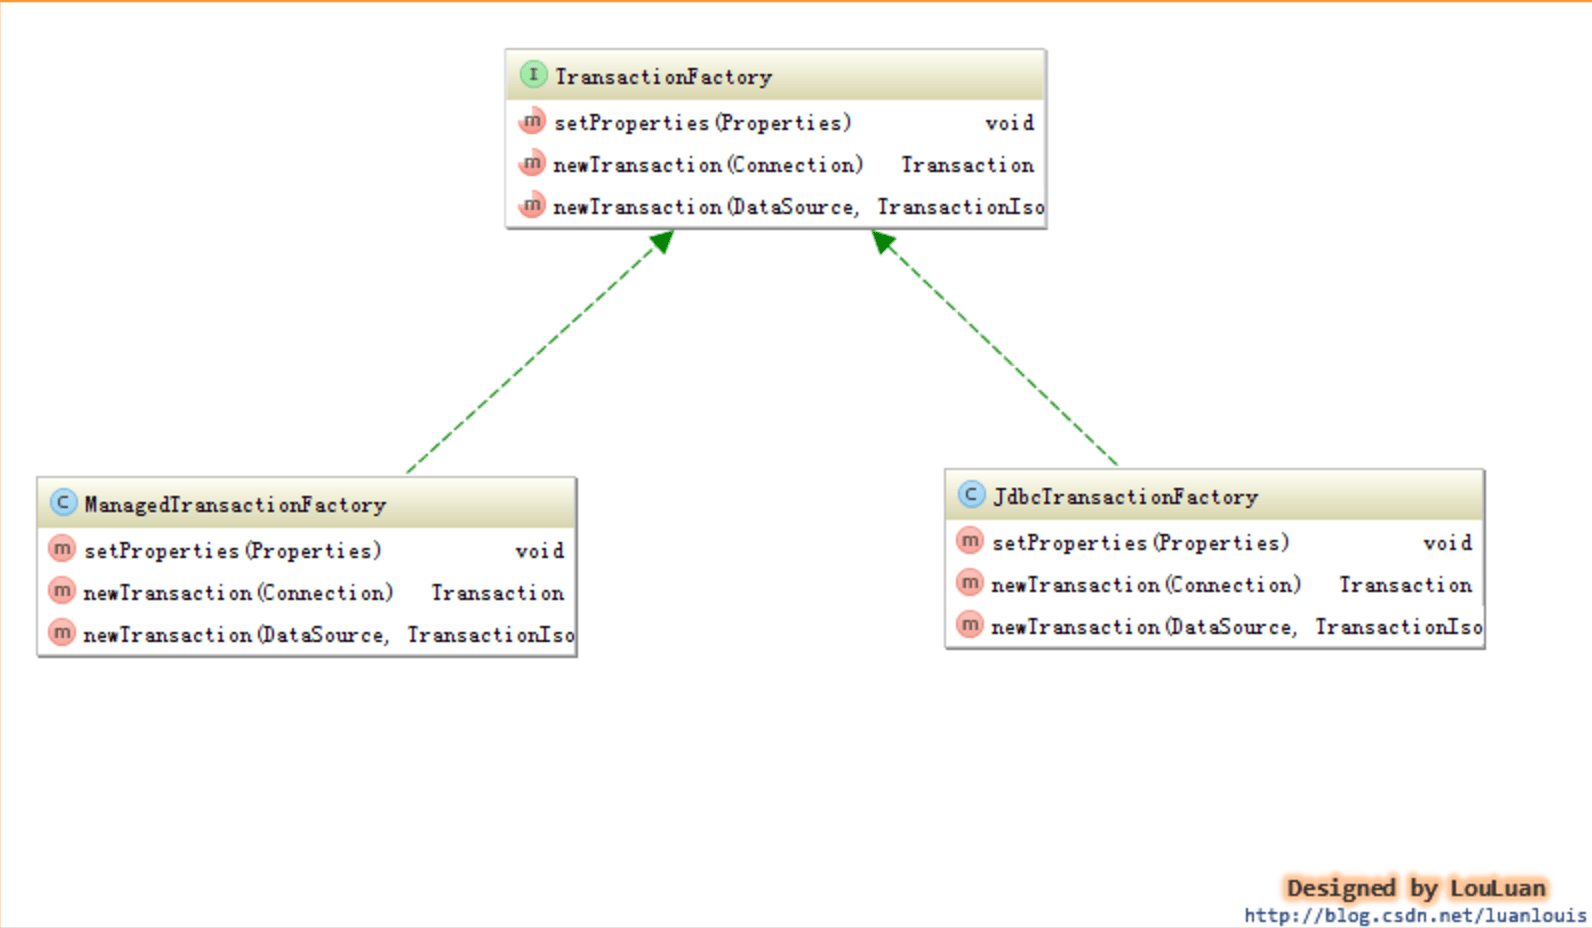 I TransactionFactory
m setProperties(Properties) void
m newTransaction(Connection) Transaction
m newTransaction(DataSource, TransactionIso
C ManagedTransactionFactory
m setProperties(Properties) void
m newTransaction(Connection) Transaction
m newTransaction(DataSource, TransactionIso
C JdbcTransactionFactory
m setProperties(Properties) void
m newTransaction(Connection) Transaction
m newTransaction(DataSource, TransactionIso
Designed by LouLuan
http://blog.csdn.net/luanlouis